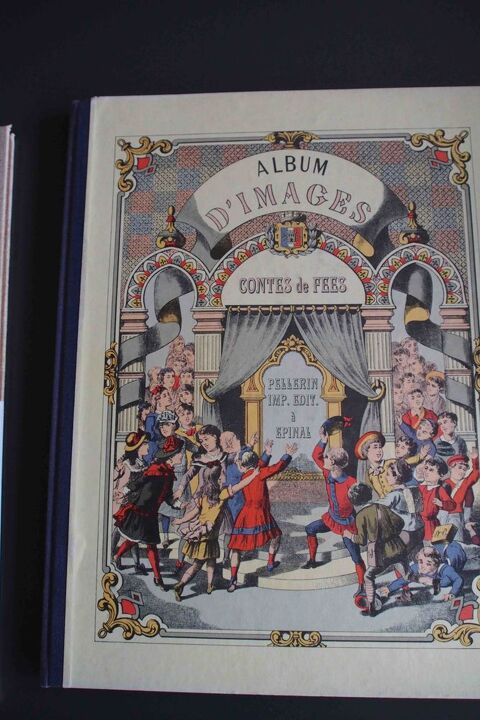 ALBUM
D'IMAGES
CONTES de FEES
PELLERIN
IMP. EDIT.
à
EPINAL